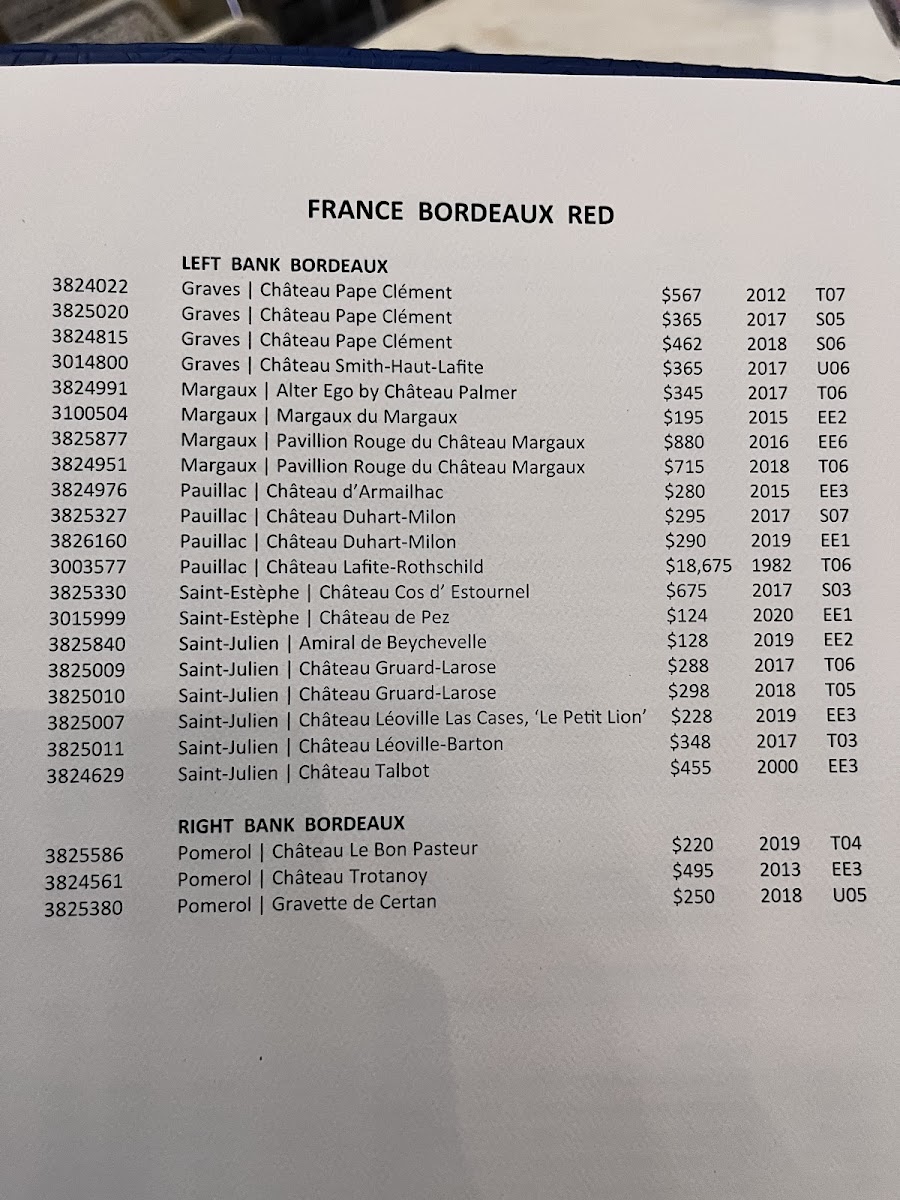 FRANCE BORDEAUX RED
LEFT BANK BORDEAUX
3824022 Graves | Château Pape Clément $567 2012 T07
3825020 Graves | Château Pape Clément $365 2017 S05
3824815 Graves | Château Pape Clément $462 2018 S06
3014800 Graves | Château Smith-Haut-Lafite $365 2017 U06
3824991 Margaux | Alter Ego by Château Palmer $345 2017 T06
3100504 Margaux | Margaux du Margaux $195 2015 EE2
3825877 Margaux | Pavillion Rouge du Château Margaux $880 2016 EE6
3824951 Margaux | Pavillion Rouge du Château Margaux $715 2018 T06
3824976 Pauillac | Château d’Armailhac $280 2015 EE3
3825327 Pauillac | Château Duhart-Milon $295 2017 S07
3826160 Pauillac | Château Duhart-Milon $290 2019 EE1
3003577 Pauillac | Château Lafite-Rothschild $18,675 1982 T06
3825330 Saint-Estèphe | Château Cos d’ Estournel $675 2017 S03
3015999 Saint-Estèphe | Château de Pez $124 2020 EE1
3825840 Saint-Julien | Amiral de Beychevelle $128 2019 EE2
3825009 Saint-Julien | Château Gruard-Larose $288 2017 T06
3825010 Saint-Julien | Château Gruard-Larose $298 2018 T05
3825007 Saint-Julien | Château Léoville Las Cases, ‘Le Petit Lion’ $228 2019 EE3
3825011 Saint-Julien | Château Léoville-Barton $348 2017 T03
3824629 Saint-Julien | Château Talbot $455 2000 EE3
RIGHT BANK BORDEAUX
3825586 Pomerol | Château Le Bon Pasteur $220 2019 T04
3824561 Pomerol | Château Trotanoy $495 2013 EE3
3825380 Pomerol | Gravette de Certan $250 2018 U05